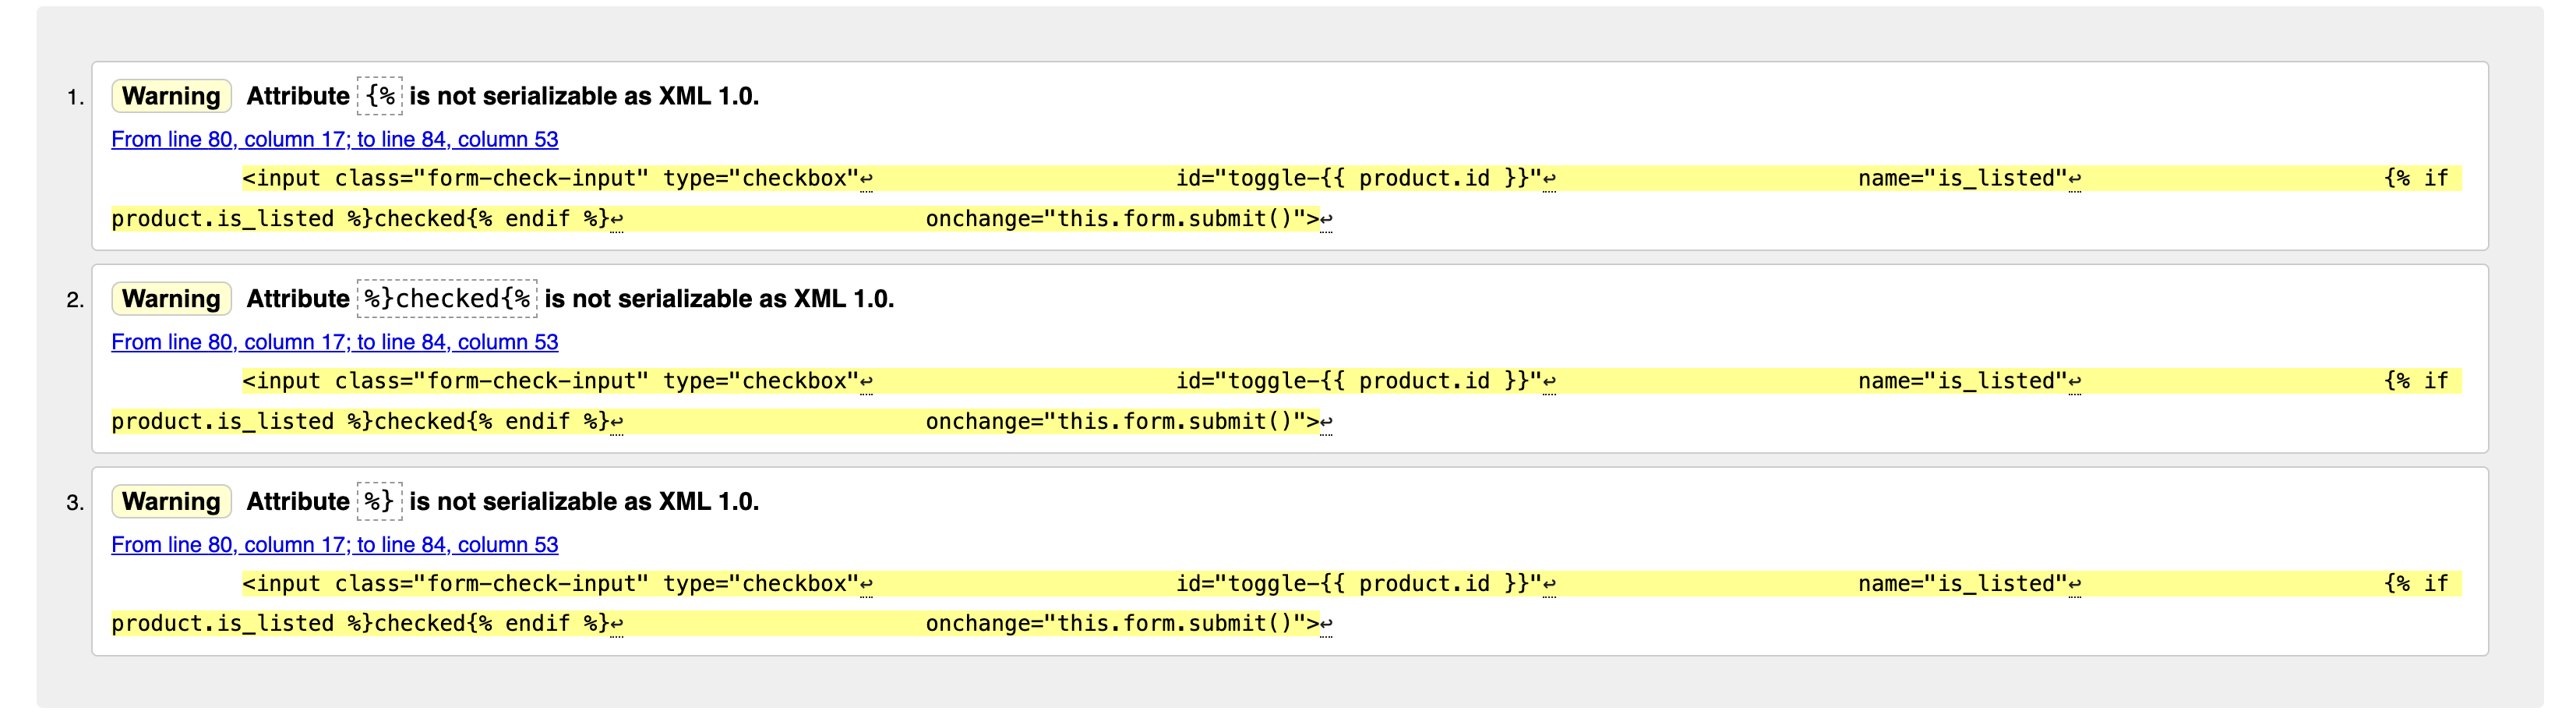 1. Warning Attribute {% is not serializable as XML 1.0.
From line 80, column 17; to line 84, column 53
<input class="form-check-input" type="checkbox"↩ id="toggle-{{ product.id }}"↩ name="is_listed"↩ {% if
product.is_listed %}checked{% endif %}↩ onchange="this.form.submit()">↩
2. Warning Attribute %}checked{% is not serializable as XML 1.0.
From line 80, column 17; to line 84, column 53
<input class="form-check-input" type="checkbox"↩ id="toggle-{{ product.id }}"↩ name="is_listed"↩ {% if
product.is_listed %}checked{% endif %}↩ onchange="this.form.submit()">↩
3. Warning Attribute %} is not serializable as XML 1.0.
From line 80, column 17; to line 84, column 53
<input class="form-check-input" type="checkbox"↩ id="toggle-{{ product.id }}"↩ name="is_listed"↩ {% if
product.is_listed %}checked{% endif %}↩ onchange="this.form.submit()">↩